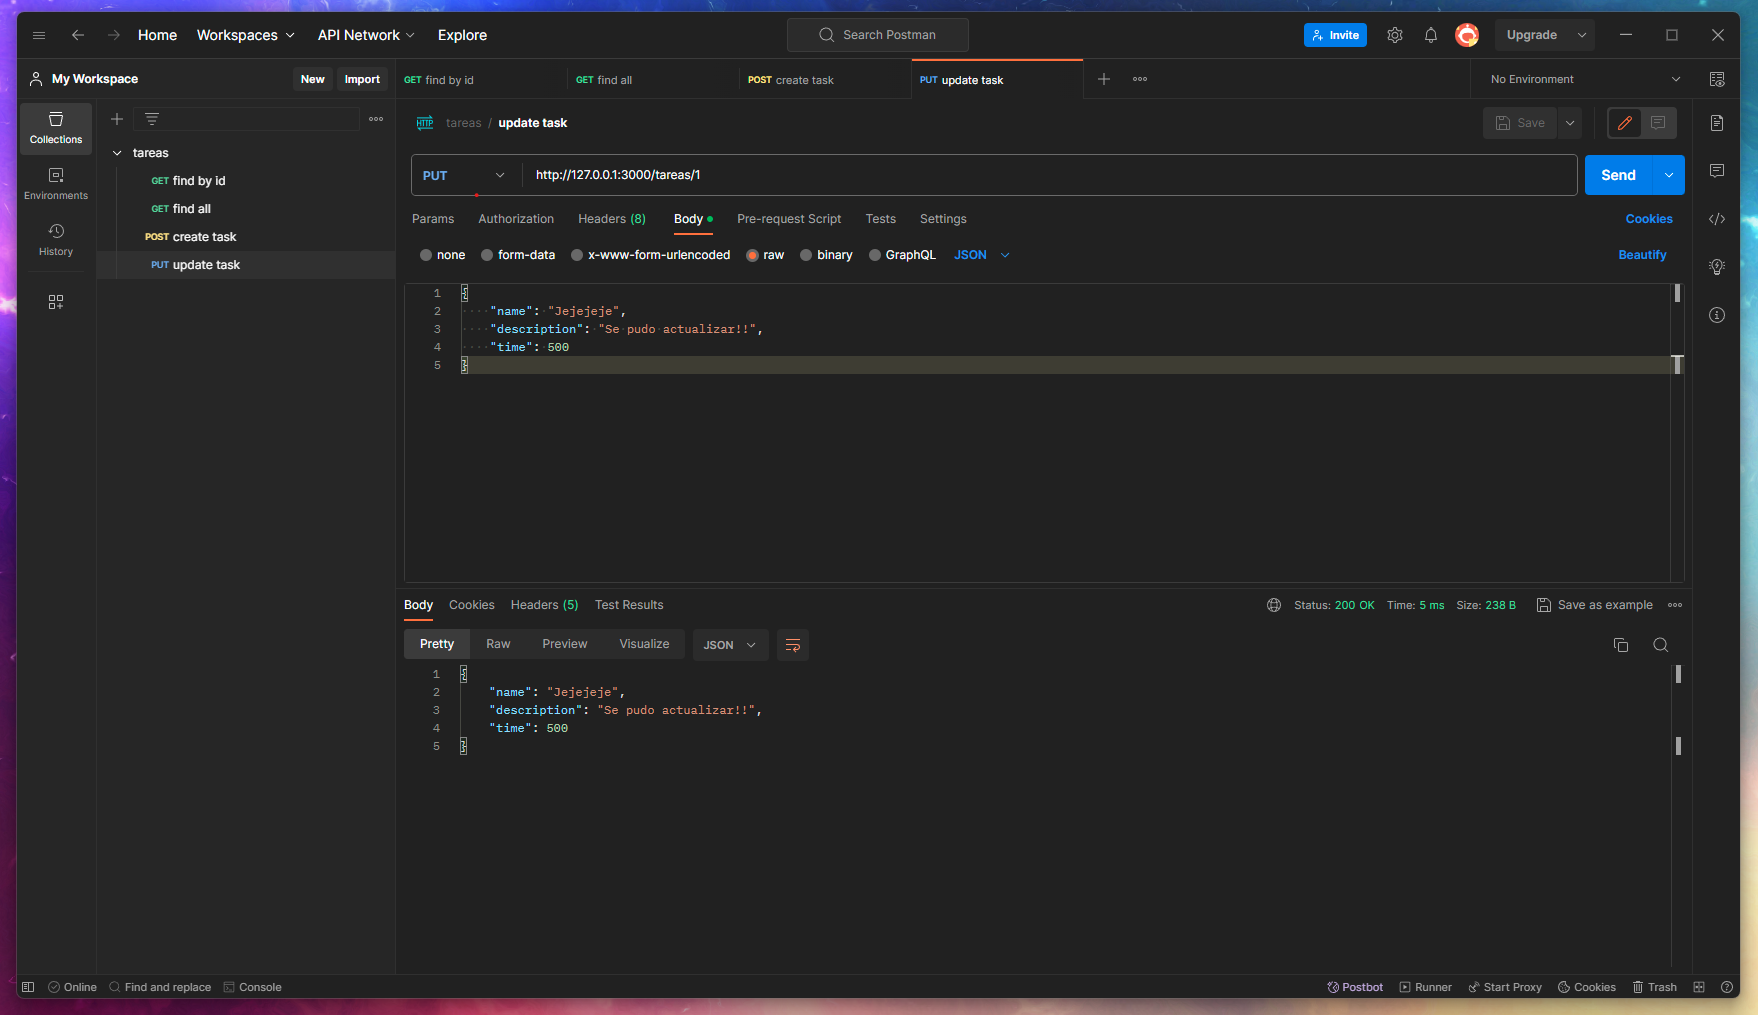 Home Workspaces API Network Explore Search Postman Invite Upgrade
My Workspace New Import GET find by id GET find all POST create task PUT update task No Environment
Collections
Environments
History
tareas
GET find by id
GET find all
POST create task
PUT update task
HTTP tareas / update task Save
PUT http://127.0.0.1:3000/tareas/1 Send
Params Authorization Headers (8) Body Pre-request Script Tests Settings Cookies
none form-data x-www-form-urlencoded raw binary GraphQL JSON Beautify
1 {
2 "name": "Jejejeje",
3 "description": "Se pudo actualizar!!",
4 "time": 500
5 }
Body Cookies Headers (5) Test Results Status: 200 OK Time: 5 ms Size: 238 B Save as example
Pretty Raw Preview Visualize JSON
1 {
2 "name": "Jejejeje",
3 "description": "Se pudo actualizar!!",
4 "time": 500
5 }
Online Find and replace Console Postbot Runner Start Proxy Cookies Trash